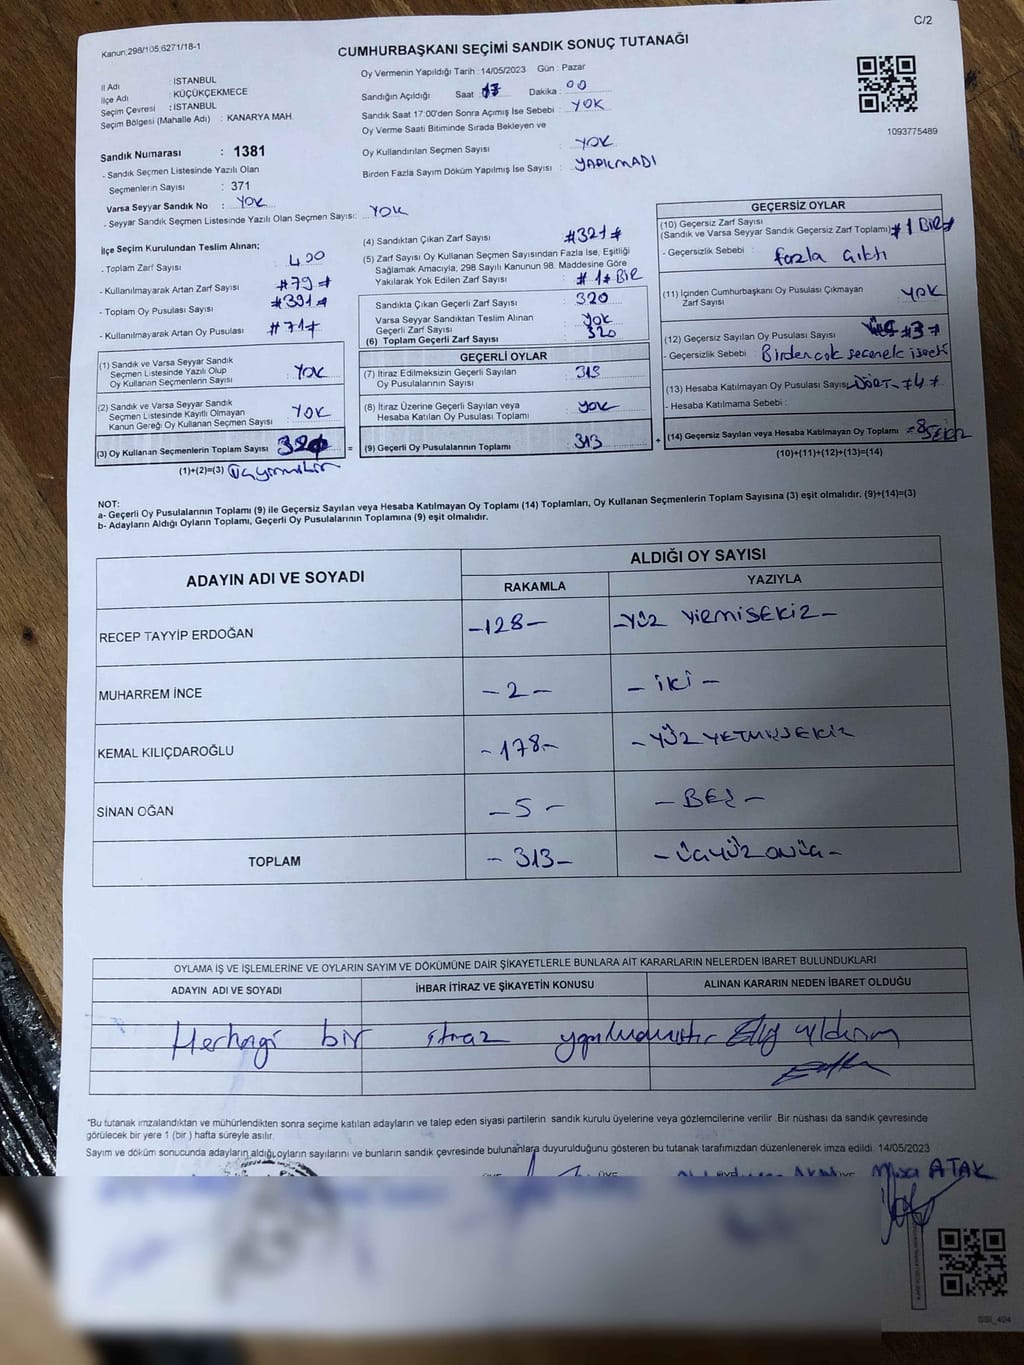 C/2
Kanun:298/105,6271/18-1
CUMHURBAŞKANI SEÇİMİ SANDIK SONUÇ TUTANAĞI
İl Adı : İSTANBUL
İlçe Adı : KÜÇÜKÇEKMECE
Seçim Çevresi : İSTANBUL
Seçim Bölgesi (Mahalle Adı) : KANARYA MAH.
Oy Vermenin Yapıldığı Tarih :14/05/2023 Gün : Pazar
Sandığın Açıldığı Saat : 17 Dakika : 00
Sandık Saat 17:00'den Sonra Açımış İse Sebebi : YOK
Oy Verme Saati Bitiminde Sırada Bekleyen ve
Oy Kullandırılan Seçmen Sayısı : YOK
Birden Fazla Sayım Döküm Yapılmış İse Sayısı : YAPILMADI
1093775489
Sandık Numarası : 1381
- Sandık Seçmen Listesinde Yazılı Olan
Seçmenlerin Sayısı : 371
Varsa Seyyar Sandık No : YOK
- Seyyar Sandık Seçmen Listesinde Yazılı Olan Seçmen Sayısı: YOK
İlçe Seçim Kurulundan Teslim Alınan;
- Toplam Zarf Sayısı : 400
- Kullanılmayarak Artan Zarf Sayısı : #79#
- Toplam Oy Pusulası Sayısı : #391#
- Kullanılmayarak Artan Oy Pusulası : #71#
(1) Sandık ve Varsa Seyyar Sandık
Seçmen Listesinde Yazılı Olup
Oy Kullanan Seçmenlerin Sayısı : YOK
(2) Sandık ve Varsa Seyyar Sandık
Seçmen Listesinde Kayıtlı Olmayan
Kanun Gereği Oy Kullanan Seçmen Sayısı : YOK
(3) Oy Kullanan Seçmenlerin Toplam Sayısı
(1)+(2)=(3)
(4) Sandıktan Çıkan Zarf Sayısı : #321#
(5) Zarf Sayısı Oy Kullanan Seçmen Sayısından Fazla İse, Eşitliği
Sağlamak Amacıyla, 298 Sayılı Kanunun 98. Maddesine Göre
Yakılarak Yok Edilen Zarf Sayısı : #1# BİR
Sandıkta Çıkan Geçerli Zarf Sayısı : 320
Varsa Seyyar Sandıktan Teslim Alınan
Geçerli Zarf Sayısı : YOK
(6) Toplam Geçerli Zarf Sayısı : 320
GEÇERLİ OYLAR
(7) İtiraz Edilmeksizin Geçerli Sayılan
Oy Pusulalarının Sayısı : 313
(8) İtiraz Üzerine Geçerli Sayılan veya
Hesaba Katılan Oy Pusulası Toplamı : YOK
= (9) Geçerli Oy Pusulalarının Toplamı : 313
GEÇERSİZ OYLAR
(10) Geçersiz Zarf Sayısı
(Sandık ve Varsa Seyyar Sandık Geçersiz Zarf Toplamı) #1 BİR#
- Geçersizlik Sebebi : fazla çıktı
(11) İçinden Cumhurbaşkanı Oy Pusulası Çıkmayan
Zarf Sayısı : YOK
(12) Geçersiz Sayılan Oy Pusulası Sayısı : #3#
- Geçersizlik Sebebi : Birden çok seçenek
(13) Hesaba Katılmayan Oy Pusulası Sayısı DÖRT #4#
- Hesaba Katılmama Sebebi :
+ (14) Geçersiz Sayılan veya Hesaba Katılmayan Oy Toplamı = 8 SEKİZ
(10)+(11)+(12)+(13)=(14)
NOT:
a- Geçerli Oy Pusulalarının Toplamı (9) ile Geçersiz Sayılan veya Hesaba Katılmayan Oy Toplamı (14) Toplamları, Oy Kullanan Seçmenlerin Toplam Sayısına (3) eşit olmalıdır. (9)+(14)=(3)
b- Adayların Aldığı Oyların Toplamı, Geçerli Oy Pusulalarının Toplamına (9) eşit olmalıdır.
ADAYIN ADI VE SOYADI ALDIĞI OY SAYISI
RAKAMLA YAZIYLA
RECEP TAYYİP ERDOĞAN -128- -YÜZ YİRMİSEKİZ-
MUHARREM İNCE -2- -İKİ-
KEMAL KILIÇDAROĞLU -178- -YÜZ YETMİŞSEKİZ
SİNAN OĞAN -5- -BEŞ-
TOPLAM -313- -ÜÇYÜZ ONÜÇ-
OYLAMA İŞ VE İŞLEMLERİNE VE OYLARIN SAYIM VE DÖKÜMÜNE DAİR ŞİKAYETLERLE BUNLARA AİT KARARLARIN NELERDEN İBARET BULUNDUKLARI
ADAYIN ADI VE SOYADI İHBAR İTİRAZ VE ŞİKAYETİN KONUSU ALINAN KARARIN NEDEN İBARET OLDUĞU
Herhagi bir itraz yapılmamıştır Elif Yıldırım
*Bu tutanak imzalandıktan ve mühürlendikten sonra seçime katılan adayların ve talep eden siyasi partilerin sandık kurulu üyelerine veya gözlemcilerine verilir. Bir nüshası da sandık çevresinde
görülecek bir yere 1 (bir ) hafta süreyle asılır.
Sayım ve döküm sonucunda adayların aldığı oyların sayılarını ve bunların sandık çevresinde bulunanlara duyurulduğunu gösteren bu tutanak tarafımızdan düzenlenerek imza edildi. 14/05/2023
Musa ATAK